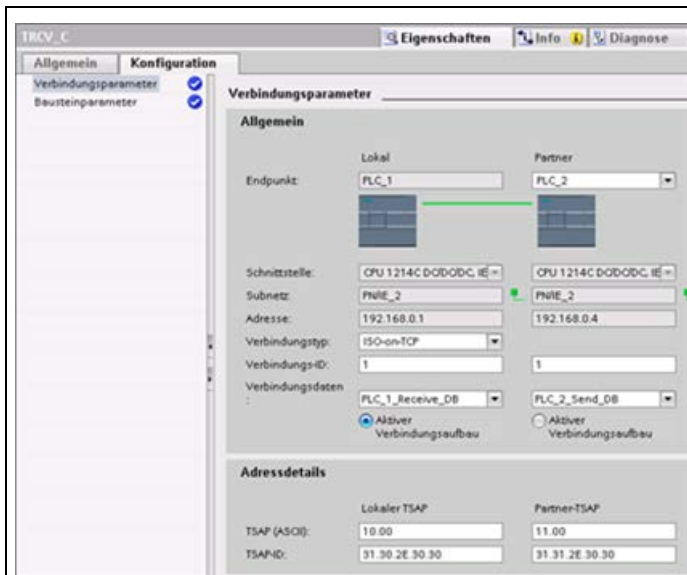 TRCV_C
Eigenschaften Info Diagnose
Allgemein Konfiguration
Verbindungsparameter
Bausteinparameter
Verbindungsparameter
Allgemein
Lokal Partner
Endpunkt: PLC_1 PLC_2
Schnittstelle: CPU 1214C DC/DC/DC, IE CPU 1214C DC/DC/DC, IE
Subnetz: PN/IE_2 PN/IE_2
Adresse: 192.168.0.1 192.168.0.4
Verbindungstyp: ISO-on-TCP
Verbindungs-ID: 1 1
Verbindungsdaten
: PLC_1_Receive_DB PLC_2_Send_DB
Aktiver Aktiver
Verbindungsaufbau Verbindungsaufbau
Adressdetails
Lokaler TSAP Partner-TSAP
TSAP (ASCII): 10.00 11.00
TSAP-ID: 31.30.2E.30.30 31.31.2E.30.30